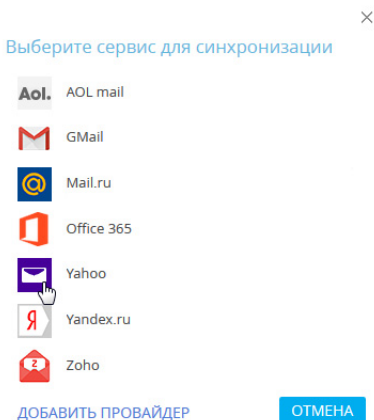 Выберите сервис для синхронизации
Aol. AOL mail
GMail
@ Mail.ru
Office 365
Yahoo
Я Yandex.ru
Z Zoho
ДОБАВИТЬ ПРОВАЙДЕР ОТМЕНА